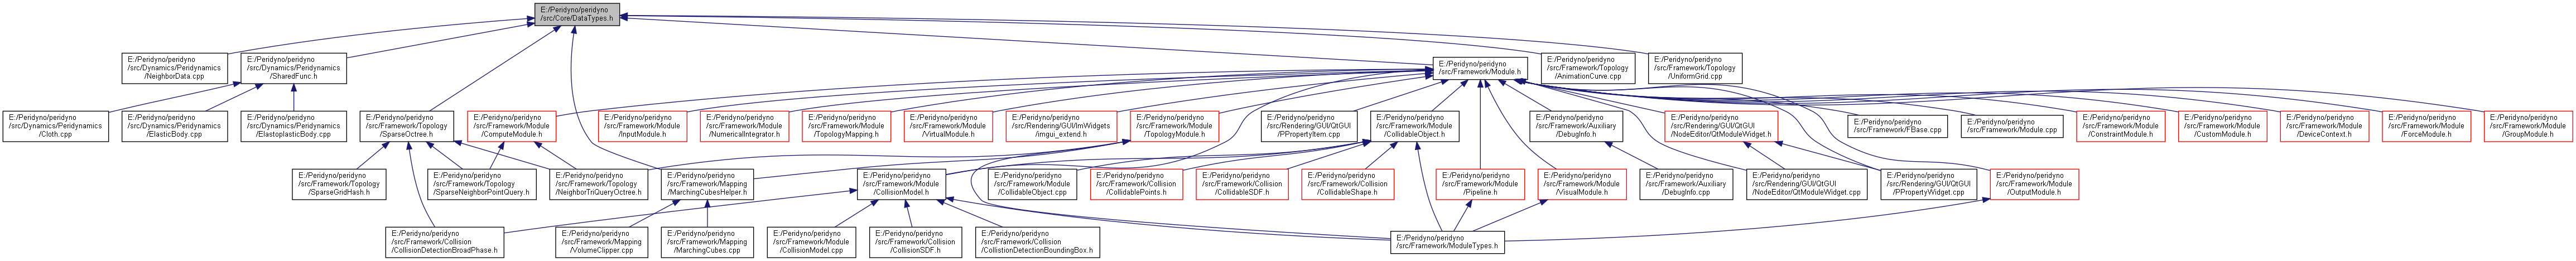 E:/Peridyno/peridyno
/src/Core/DataTypes.h
E:/Peridyno/peridyno
/src/Dynamics/Peridynamics
/NeighborData.cpp
E:/Peridyno/peridyno
/src/Dynamics/Peridynamics
/SharedFunc.h
E:/Peridyno/peridyno
/src/Framework/Module.h
E:/Peridyno/peridyno
/src/Framework/Topology
/AnimationCurve.cpp
E:/Peridyno/peridyno
/src/Framework/Topology
/UniformGrid.cpp
E:/Peridyno/peridyno
/src/Dynamics/Peridynamics
/Cloth.cpp
E:/Peridyno/peridyno
/src/Dynamics/Peridynamics
/ElasticBody.cpp
E:/Peridyno/peridyno
/src/Dynamics/Peridynamics
/ElastoplasticBody.cpp
E:/Peridyno/peridyno
/src/Framework/Topology
/SparseOctree.h
E:/Peridyno/peridyno
/src/Framework/Module
/ComputeModule.h
E:/Peridyno/peridyno
/src/Framework/Module
/InputModule.h
E:/Peridyno/peridyno
/src/Framework/Module
/NumericalIntegrator.h
E:/Peridyno/peridyno
/src/Framework/Module
/TopologyMapping.h
E:/Peridyno/peridyno
/src/Framework/Module
/VirtualModule.h
E:/Peridyno/peridyno
/src/Rendering/GUI/ImWidgets
/imgui_extend.h
E:/Peridyno/peridyno
/src/Framework/Module
/TopologyModule.h
E:/Peridyno/peridyno
/src/Rendering/GUI/QtGUI
/PPropertyItem.cpp
E:/Peridyno/peridyno
/src/Framework/Module
/CollidableObject.h
E:/Peridyno/peridyno
/src/Framework/Auxiliary
/DebugInfo.h
E:/Peridyno/peridyno
/src/Rendering/GUI/QtGUI
/NodeEditor/QtModuleWidget.h
E:/Peridyno/peridyno
/src/Framework/FBase.cpp
E:/Peridyno/peridyno
/src/Framework/Module.cpp
E:/Peridyno/peridyno
/src/Framework/Module
/ConstraintModule.h
E:/Peridyno/peridyno
/src/Framework/Module
/CustomModule.h
E:/Peridyno/peridyno
/src/Framework/Module
/DeviceContext.h
E:/Peridyno/peridyno
/src/Framework/Module
/ForceModule.h
E:/Peridyno/peridyno
/src/Framework/Module
/GroupModule.h
E:/Peridyno/peridyno
/src/Framework/Topology
/SparseGridHash.h
E:/Peridyno/peridyno
/src/Framework/Topology
/SparseNeighborPointQuery.h
E:/Peridyno/peridyno
/src/Framework/Topology
/NeighborTriQueryOctree.h
E:/Peridyno/peridyno
/src/Framework/Mapping
/MarchingCubesHelper.h
E:/Peridyno/peridyno
/src/Framework/Module
/CollisionModel.h
E:/Peridyno/peridyno
/src/Framework/Module
/CollidableObject.cpp
E:/Peridyno/peridyno
/src/Framework/Collision
/CollidablePoints.h
E:/Peridyno/peridyno
/src/Framework/Collision
/CollidableSDF.h
E:/Peridyno/peridyno
/src/Framework/Collision
/CollidableShape.h
E:/Peridyno/peridyno
/src/Framework/Module
/Pipeline.h
E:/Peridyno/peridyno
/src/Framework/Module
/VisualModule.h
E:/Peridyno/peridyno
/src/Framework/Auxiliary
/DebugInfo.cpp
E:/Peridyno/peridyno
/src/Rendering/GUI/QtGUI
/NodeEditor/QtModuleWidget.cpp
E:/Peridyno/peridyno
/src/Rendering/GUI/QtGUI
/PPropertyWidget.cpp
E:/Peridyno/peridyno
/src/Framework/Module
/OutputModule.h
E:/Peridyno/peridyno
/src/Framework/Collision
/CollisionDetectionBroadPhase.h
E:/Peridyno/peridyno
/src/Framework/Mapping
/VolumeClipper.cpp
E:/Peridyno/peridyno
/src/Framework/Mapping
/MarchingCubes.cpp
E:/Peridyno/peridyno
/src/Framework/Module
/CollisionModel.cpp
E:/Peridyno/peridyno
/src/Framework/Collision
/CollisionSDF.h
E:/Peridyno/peridyno
/src/Framework/Collision
/CollistionDetectionBoundingBox.h
E:/Peridyno/peridyno
/src/Framework/ModuleTypes.h